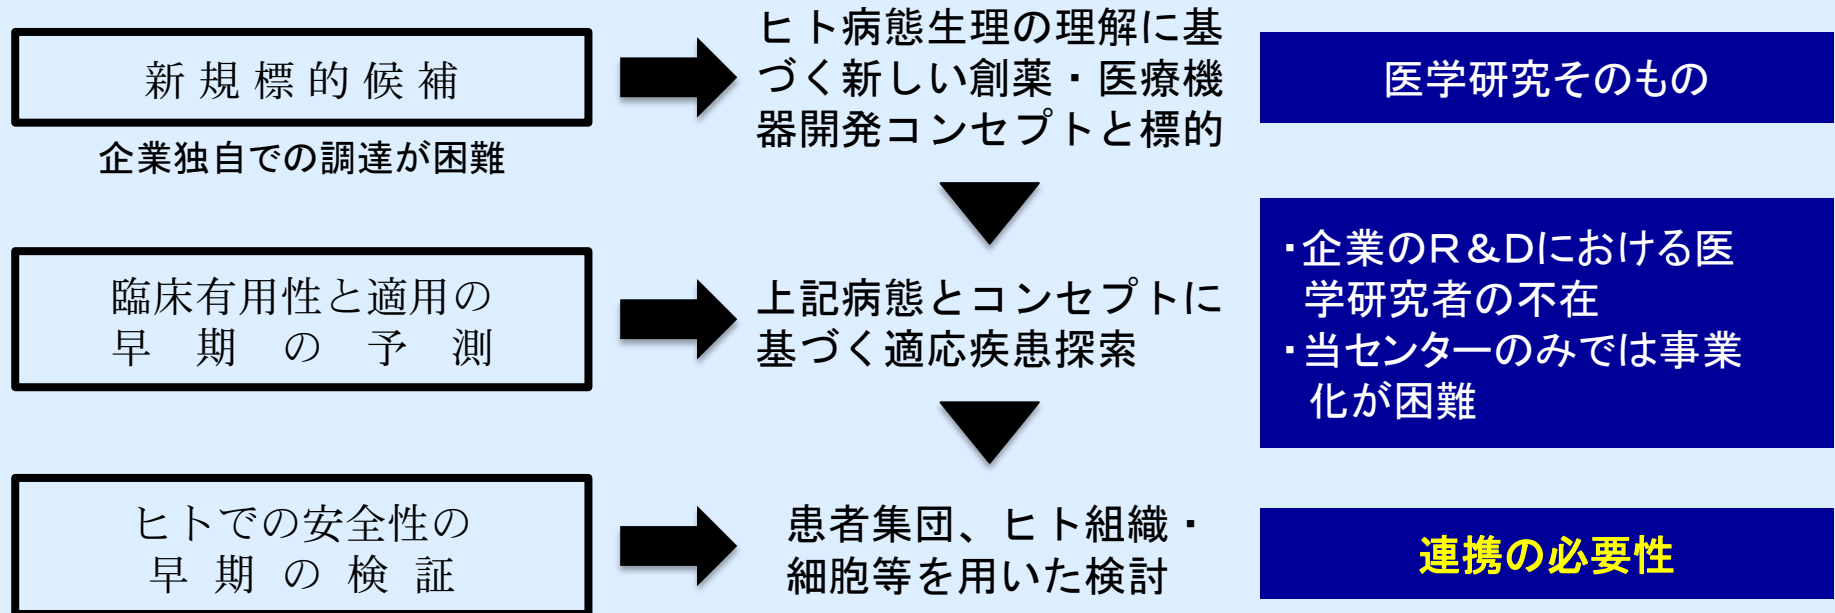 新規標的候補
企業独自での調達が困難
ヒト病態生理の理解に基
づく新しい創薬・医療機
器開発コンセプトと標的
医学研究そのもの
臨床有用性と適用の
早期の予測
上記病態とコンセプトに
基づく適応疾患探索
・企業のR&Dにおける医
学研究者の不在
・当センターのみでは事業
化が困難
ヒトでの安全性の
早期の検証
患者集団、ヒト組織・
細胞等を用いた検討
連携の必要性